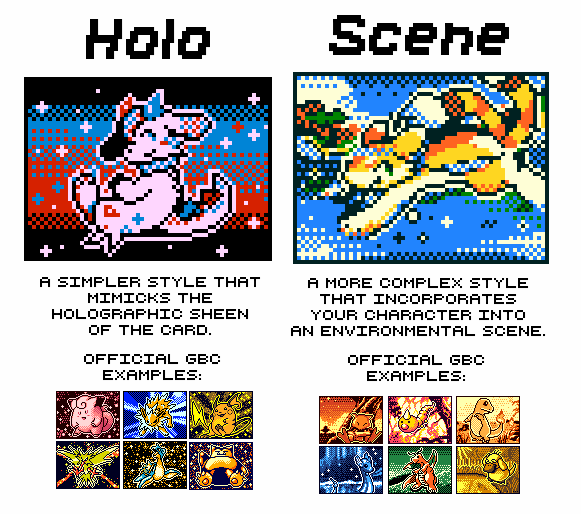 Holo
Scene
A SIMPLER STYLE THAT
MIMICKS THE
HOLOGRAPHIC SHEEN
OF THE CARD.
OFFICIAL GBC
EXAMPLES:
A MORE COMPLEX STYLE
THAT INCORPORATES
YOUR CHARACTER INTO
AN ENVIRONMENTAL SCENE.
OFFICIAL GBC
EXAMPLES: